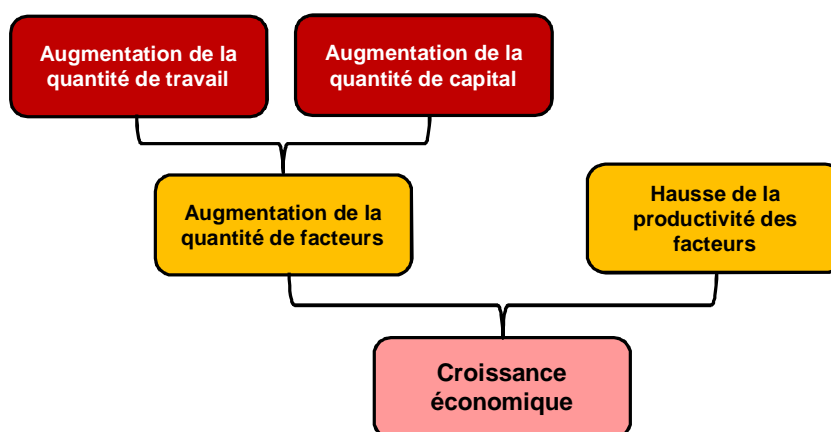 Augmentation de la
quantité de travail
Augmentation de la
quantité de capital
Augmentation de la
quantité de facteurs
Hausse de la
productivité des
facteurs
Croissance
économique